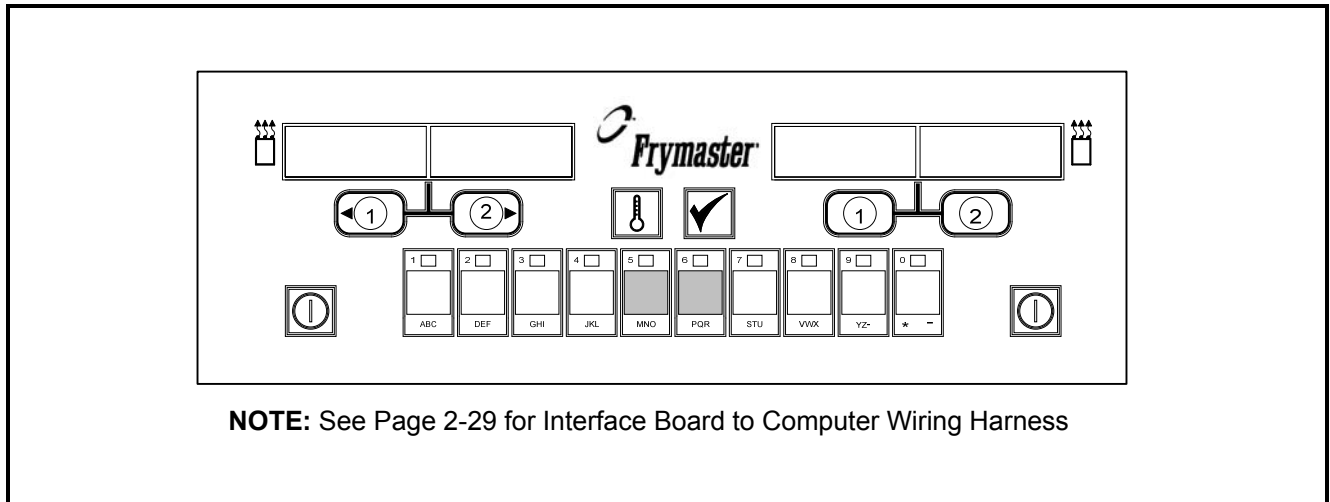 Frymaster
1 2 1 2
1 2 3 4 5 6 7 8 9 0
ABC DEF GHI JKL MNO PQR STU VWX YZ- * -
NOTE: See Page 2-29 for Interface Board to Computer Wiring Harness